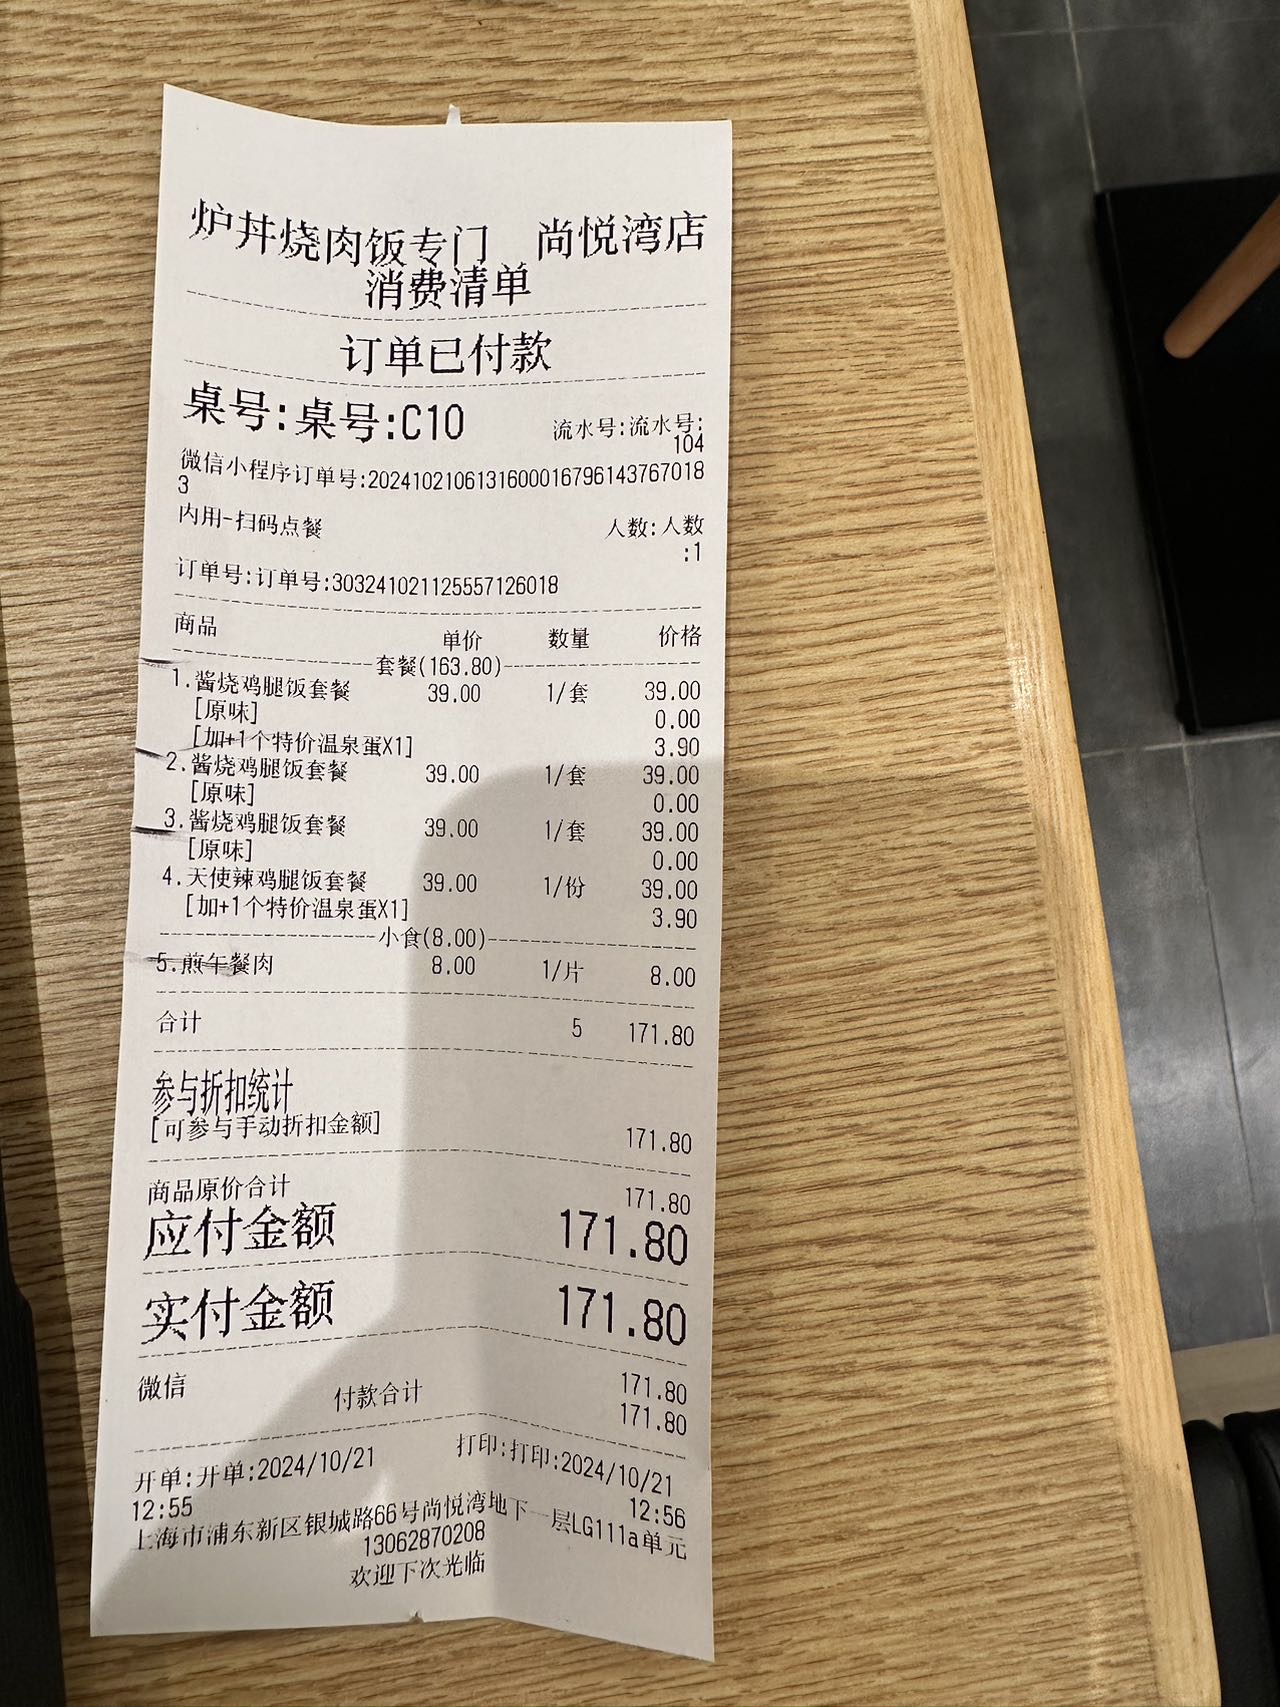 炉丼烧肉饭专门 尚悦湾店
消费清单
订单已付款
桌号:桌号:C10 流水号:流水号:
104
微信小程序订单号:2024102106131600016796143767018
3
内用-扫码点餐 人数:人数
:1
订单号:订单号:303241021125557126018
商品 单价 数量 价格
套餐(163.80)
1.酱烧鸡腿饭套餐 39.00 1/套 39.00
[原味] 0.00
[加+1个特价温泉蛋X1] 3.90
2.酱烧鸡腿饭套餐 39.00 1/套 39.00
[原味] 0.00
3.酱烧鸡腿饭套餐 39.00 1/套 39.00
[原味] 0.00
4.天使辣鸡腿饭套餐 39.00 1/份 39.00
[加+1个特价温泉蛋X1] 3.90
小食(8.00)
5.煎午餐肉 8.00 1/片 8.00
合计 5 171.80
参与折扣统计
[可参与手动折扣金额] 171.80
商品原价合计 171.80
应付金额 171.80
实付金额 171.80
微信 171.80
付款合计 171.80
开单:开单:2024/10/21 打印:打印:2024/10/21
12:55 12:56
上海市浦东新区银城路66号尚悦湾地下一层LG111a单元
13062870208
欢迎下次光临